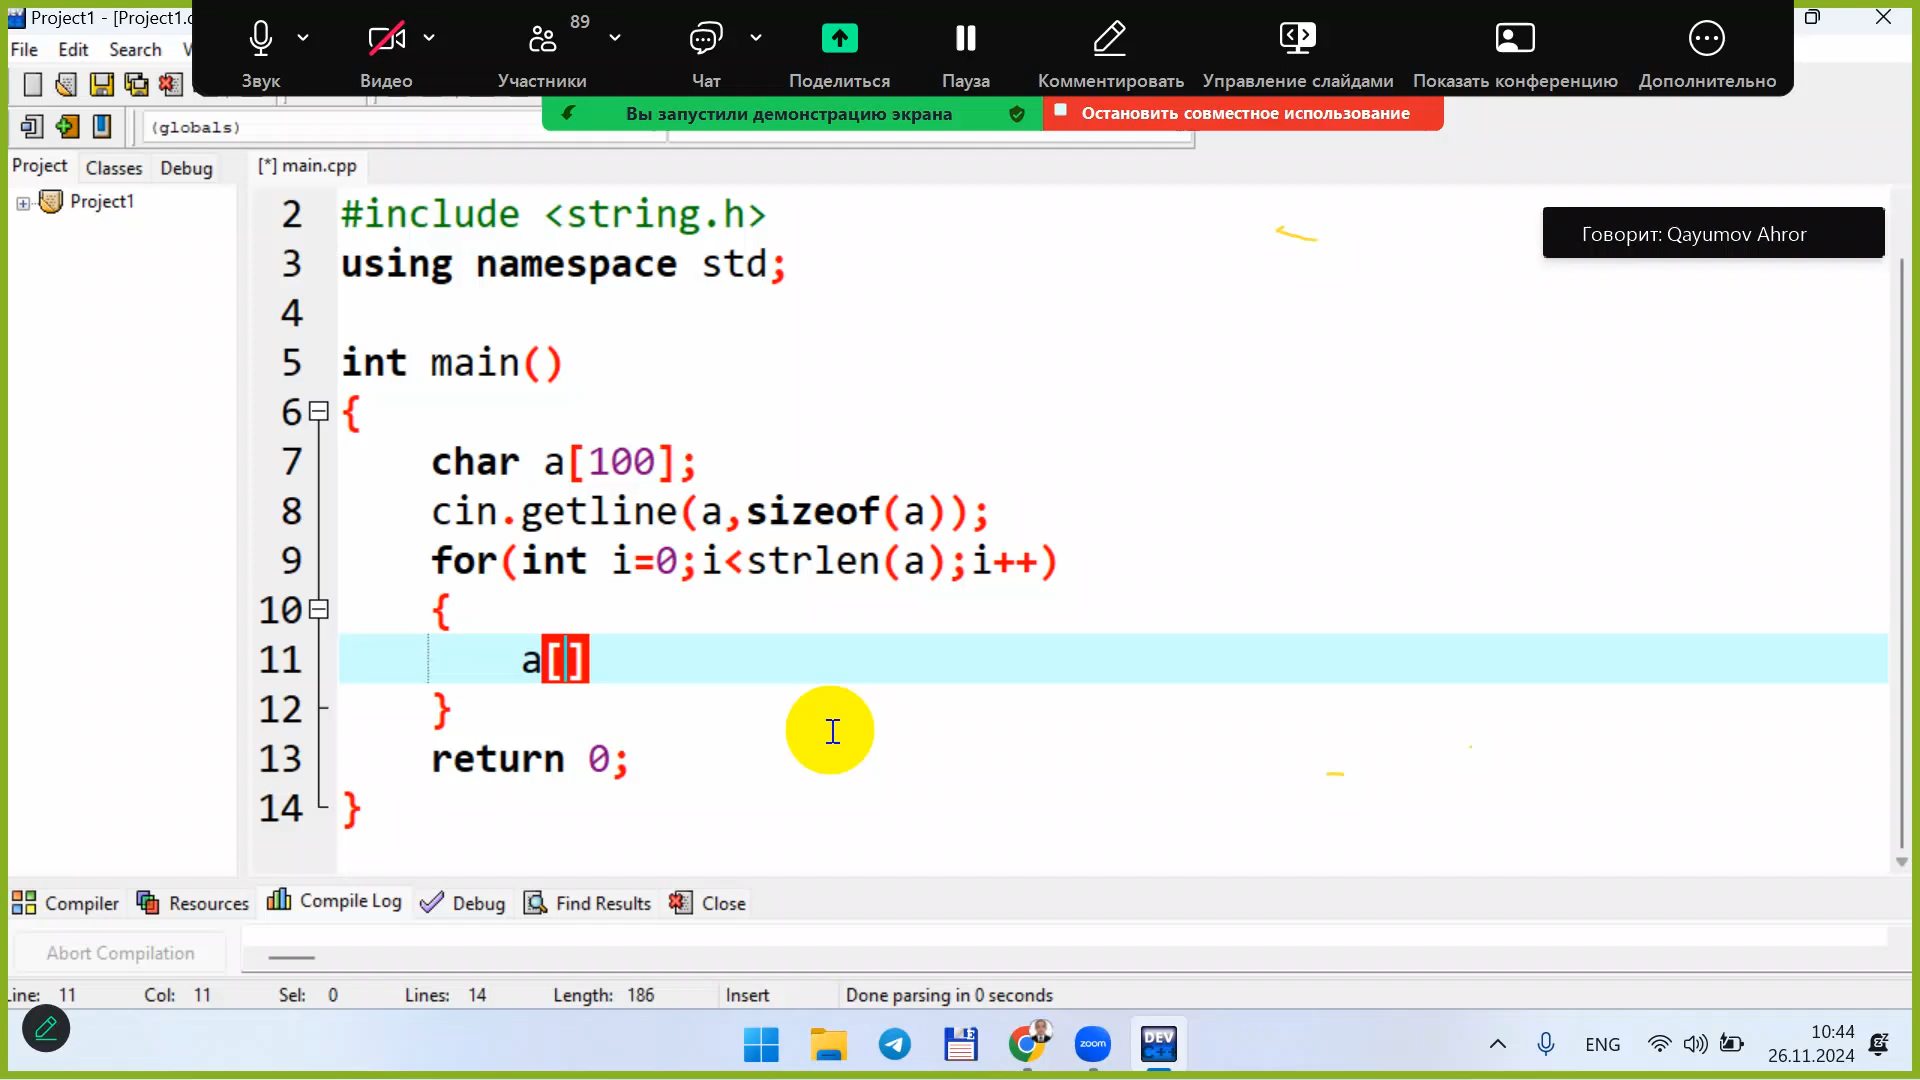 Project1 - [Project1.
File Edit Search
89
Звук
Видео
Участники
Чат
Поделиться
Пауза
Комментировать
Управление слайдами
Показать конференцию
Дополнительно
Вы запустили демонстрацию экрана
Остановить совместное использование
(globals)
Project Classes Debug
[*] main.cpp
Project1
Говорит: Qayumov Ahror
2 #include <string.h>
3 using namespace std;
4
5 int main()
6 {
7 char a[100];
8 cin.getline(a,sizeof(a));
9 for(int i=0;i<strlen(a);i++)
10 {
11 a[]
12 }
13 return 0;
14 }
Compiler Resources Compile Log Debug Find Results Close
Abort Compilation
Line: 11 Col: 11 Sel: 0 Lines: 14 Length: 186 Insert Done parsing in 0 seconds
zoom
DEV C++
ENG
10:44
26.11.2024